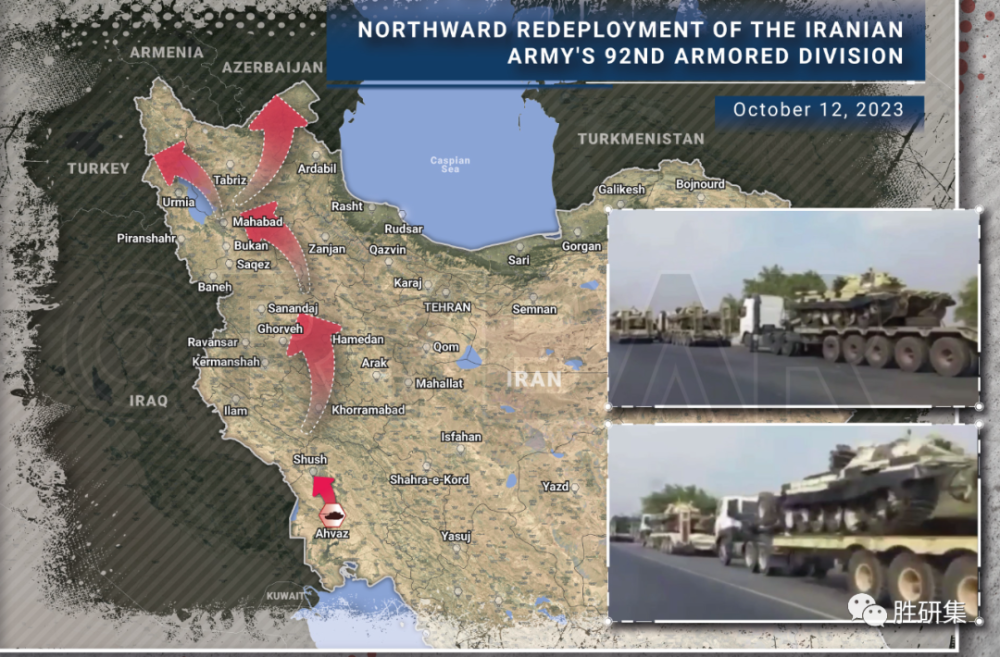 NORTHWARD REDEPLOYMENT OF THE IRANIAN
ARMY'S 92ND ARMORED DIVISION
October 12, 2023
ARMENIA
AZERBAIJAN
TURKEY
TURKMENISTAN
Caspian
Sea
Tabriz
Ardabil
Urmia
Rasht
Galikesh
Bojnourd
Mahabad
Rudsar
Piranshahr
Bukan
Zanjan
Qazvin
Gorgan
Saqez
Sari
Baneh
Karaj
Sanandaj
TEHRAN
Semnan
Ghorveh
Ravansar
Hamedan
Qom
Kermanshah
Arak
Mahallat
IRAN
IRAQ
Ilam
Khorramabad
Isfahan
Shush
Shahra-e-Kord
Yazd
Ahvaz
Yasuj
KUWAIT
胜研集